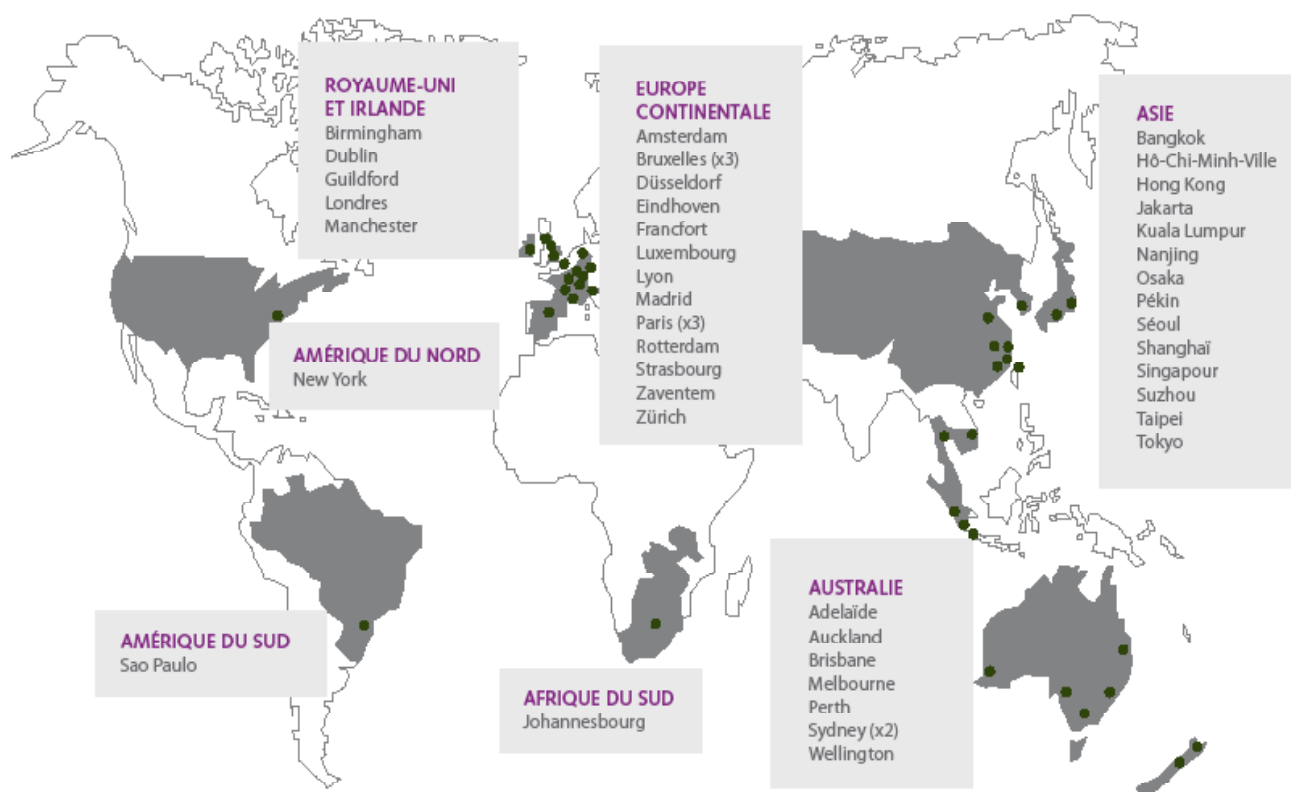 ROYAUME-UNI
ET IRLANDE
Birmingham
Dublin
Guildford
Londres
Manchester
EUROPE
CONTINENTALE
Amsterdam
Bruxelles (x3)
Düsseldorf
Eindhoven
Francfort
Luxembourg
Lyon
Madrid
Paris (x3)
Rotterdam
Strasbourg
Zaventem
Zürich
ASIE
Bangkok
Hô-Chi-Minh-Ville
Hong Kong
Jakarta
Kuala Lumpur
Nanjing
Osaka
Pékin
Séoul
Shanghaï
Singapour
Suzhou
Taipei
Tokyo
AMÉRIQUE DU NORD
New York
AMÉRIQUE DU SUD
Sao Paulo
AFRIQUE DU SUD
Johannesbourg
AUSTRALIE
Adelaïde
Auckland
Brisbane
Melbourne
Perth
Sydney (x2)
Wellington